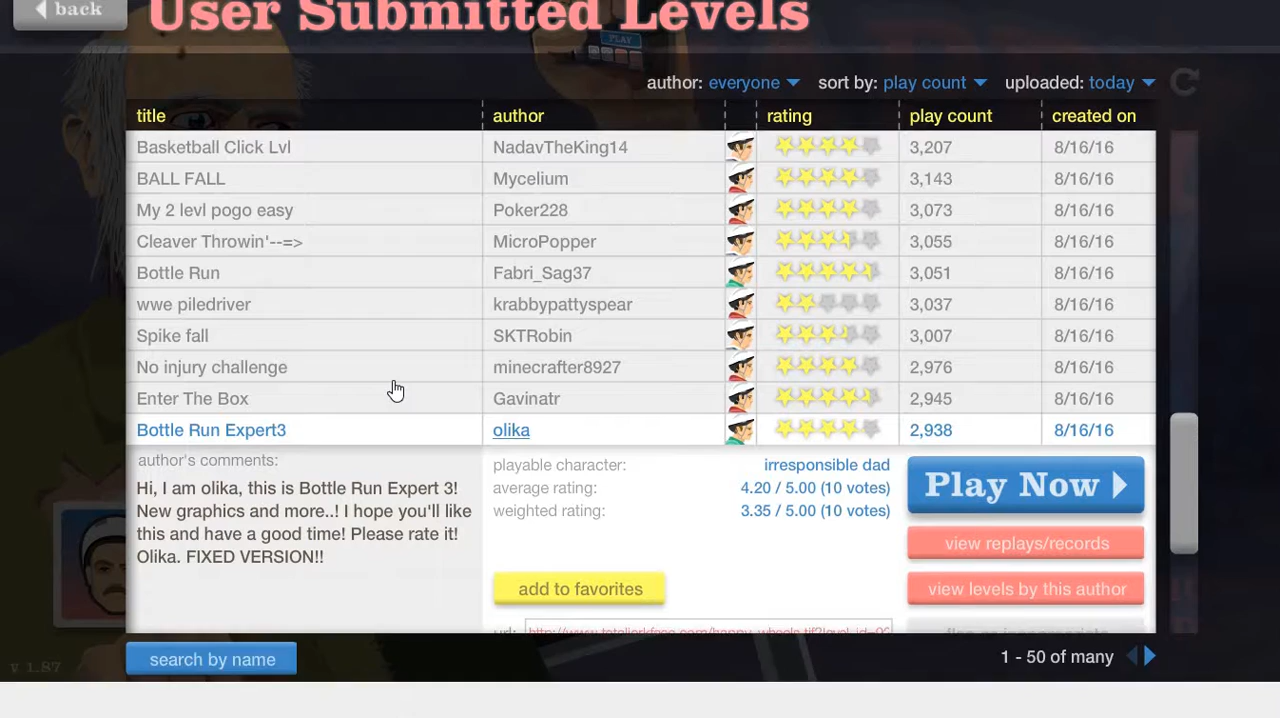 back
User Submitted Levels
PLAY
author: everyone sort by: play count uploaded: today
title author rating play count created on
Basketball Click Lvl NadavTheKing14 3,207 8/16/16
BALL FALL Mycelium 3,143 8/16/16
My 2 levl pogo easy Poker228 3,073 8/16/16
Cleaver Throwin'--=> MicroPopper 3,055 8/16/16
Bottle Run Fabri_Sag37 3,051 8/16/16
wwe piledriver krabbypattyspear 3,037 8/16/16
Spike fall SKTRobin 3,007 8/16/16
No injury challenge minecrafter8927 2,976 8/16/16
Enter The Box Gavinatr 2,945 8/16/16
Bottle Run Expert3 olika 2,938 8/16/16
author's comments:
Hi, I am olika, this is Bottle Run Expert 3!
New graphics and more..! I hope you'll like
this and have a good time! Please rate it!
Olika. FIXED VERSION!!
playable character: irresponsible dad
average rating: 4.20 / 5.00 (10 votes)
weighted rating: 3.35 / 5.00 (10 votes)
add to favorites
url:
Play Now
view replays/records
view levels by this author
search by name
1 - 50 of many
v 1.87